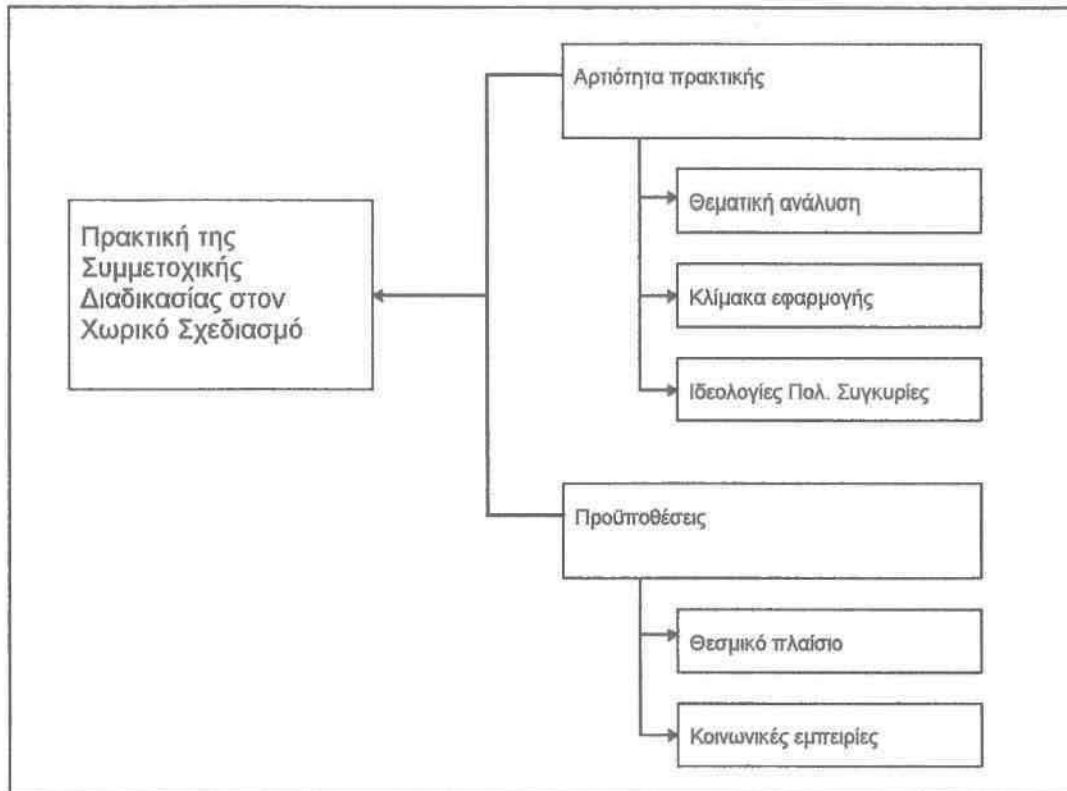 Αρτιότητα πρακτικής
Θεματική ανάλυση
Πρακτική της
Συμμετοχικής
Διαδικασίας στον
Χωρικό Σχεδιασμό
Κλίμακα εφαρμογής
Ιδεολογίες Πολ. Συγκυρίες
Προϋποθέσεις
Θεσμικό πλαίσιο
Κοινωνικές εμπειρίες